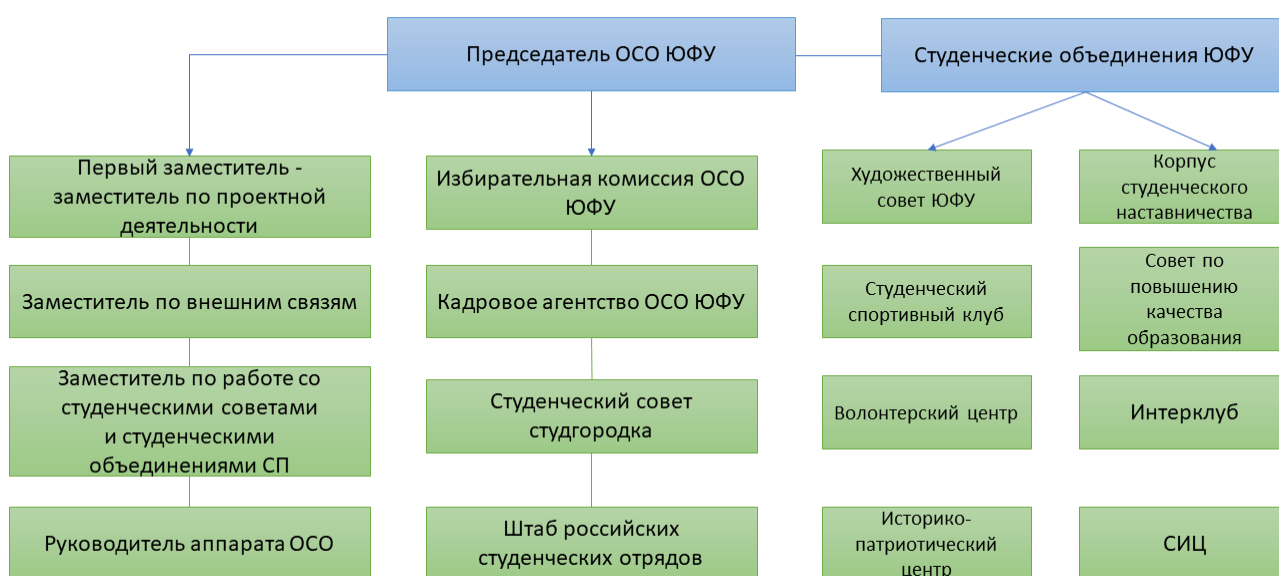 Председатель ОСО ЮФУ
Студенческие объединения ЮФУ
Первый заместитель -
заместитель по проектной
деятельности
Заместитель по внешним связям
Заместитель по работе со
студенческими советами
и студенческими
объединениями СП
Руководитель аппарата ОСО
Избирательная комиссия ОСО
ЮФУ
Кадровое агентство ОСО ЮФУ
Студенческий совет
студгородка
Штаб российских
студенческих отрядов
Художественный
совет ЮФУ
Студенческий
спортивный клуб
Волонтерский центр
Историко-
патриотический
центр
Корпус
студенческого
наставничества
Совет по
повышению
качества
образования
Интерклуб
СИЦ